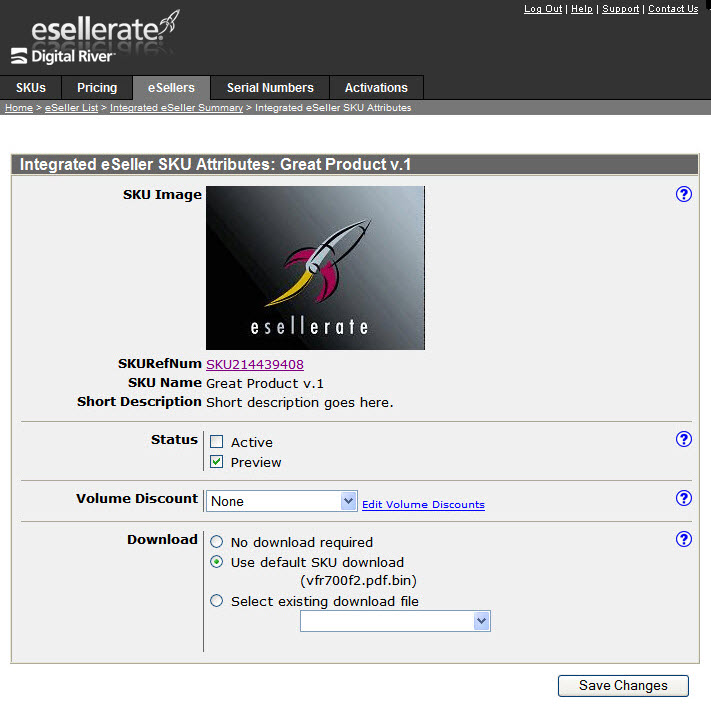 Log Out | Help | Support | Contact Us
esellerate.
Digital River
SKUs Pricing eSellers Serial Numbers Activations
Home > eSeller List > Integrated eSeller Summary > Integrated eSeller SKU Attributes
Integrated eSeller SKU Attributes: Great Product v.1
SKU Image ?
esellerate
SKURefNum SKU214439408
SKU Name Great Product v.1
Short Description Short description goes here.
Status Active ?
Preview
Volume Discount None Edit Volume Discounts ?
Download No download required ?
Use default SKU download
(vfr700f2.pdf.bin)
Select existing download file
Save Changes